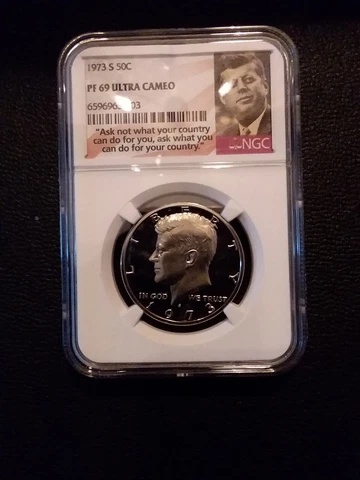 1973 S 50C
PF 69 ULTRA CAMEO
"Ask not what your country
can do for you, ask what you
can do for your country."
NGC
LIBERTY
IN GOD WE TRUST
1973